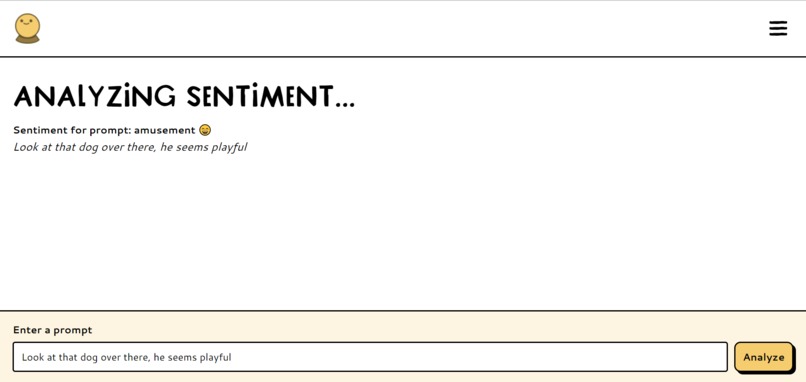 ANALYZING SENTIMENT...
Sentiment for prompt: amusement 😄
Look at that dog over there, he seems playful
Enter a prompt
Look at that dog over there, he seems playful
Analyze